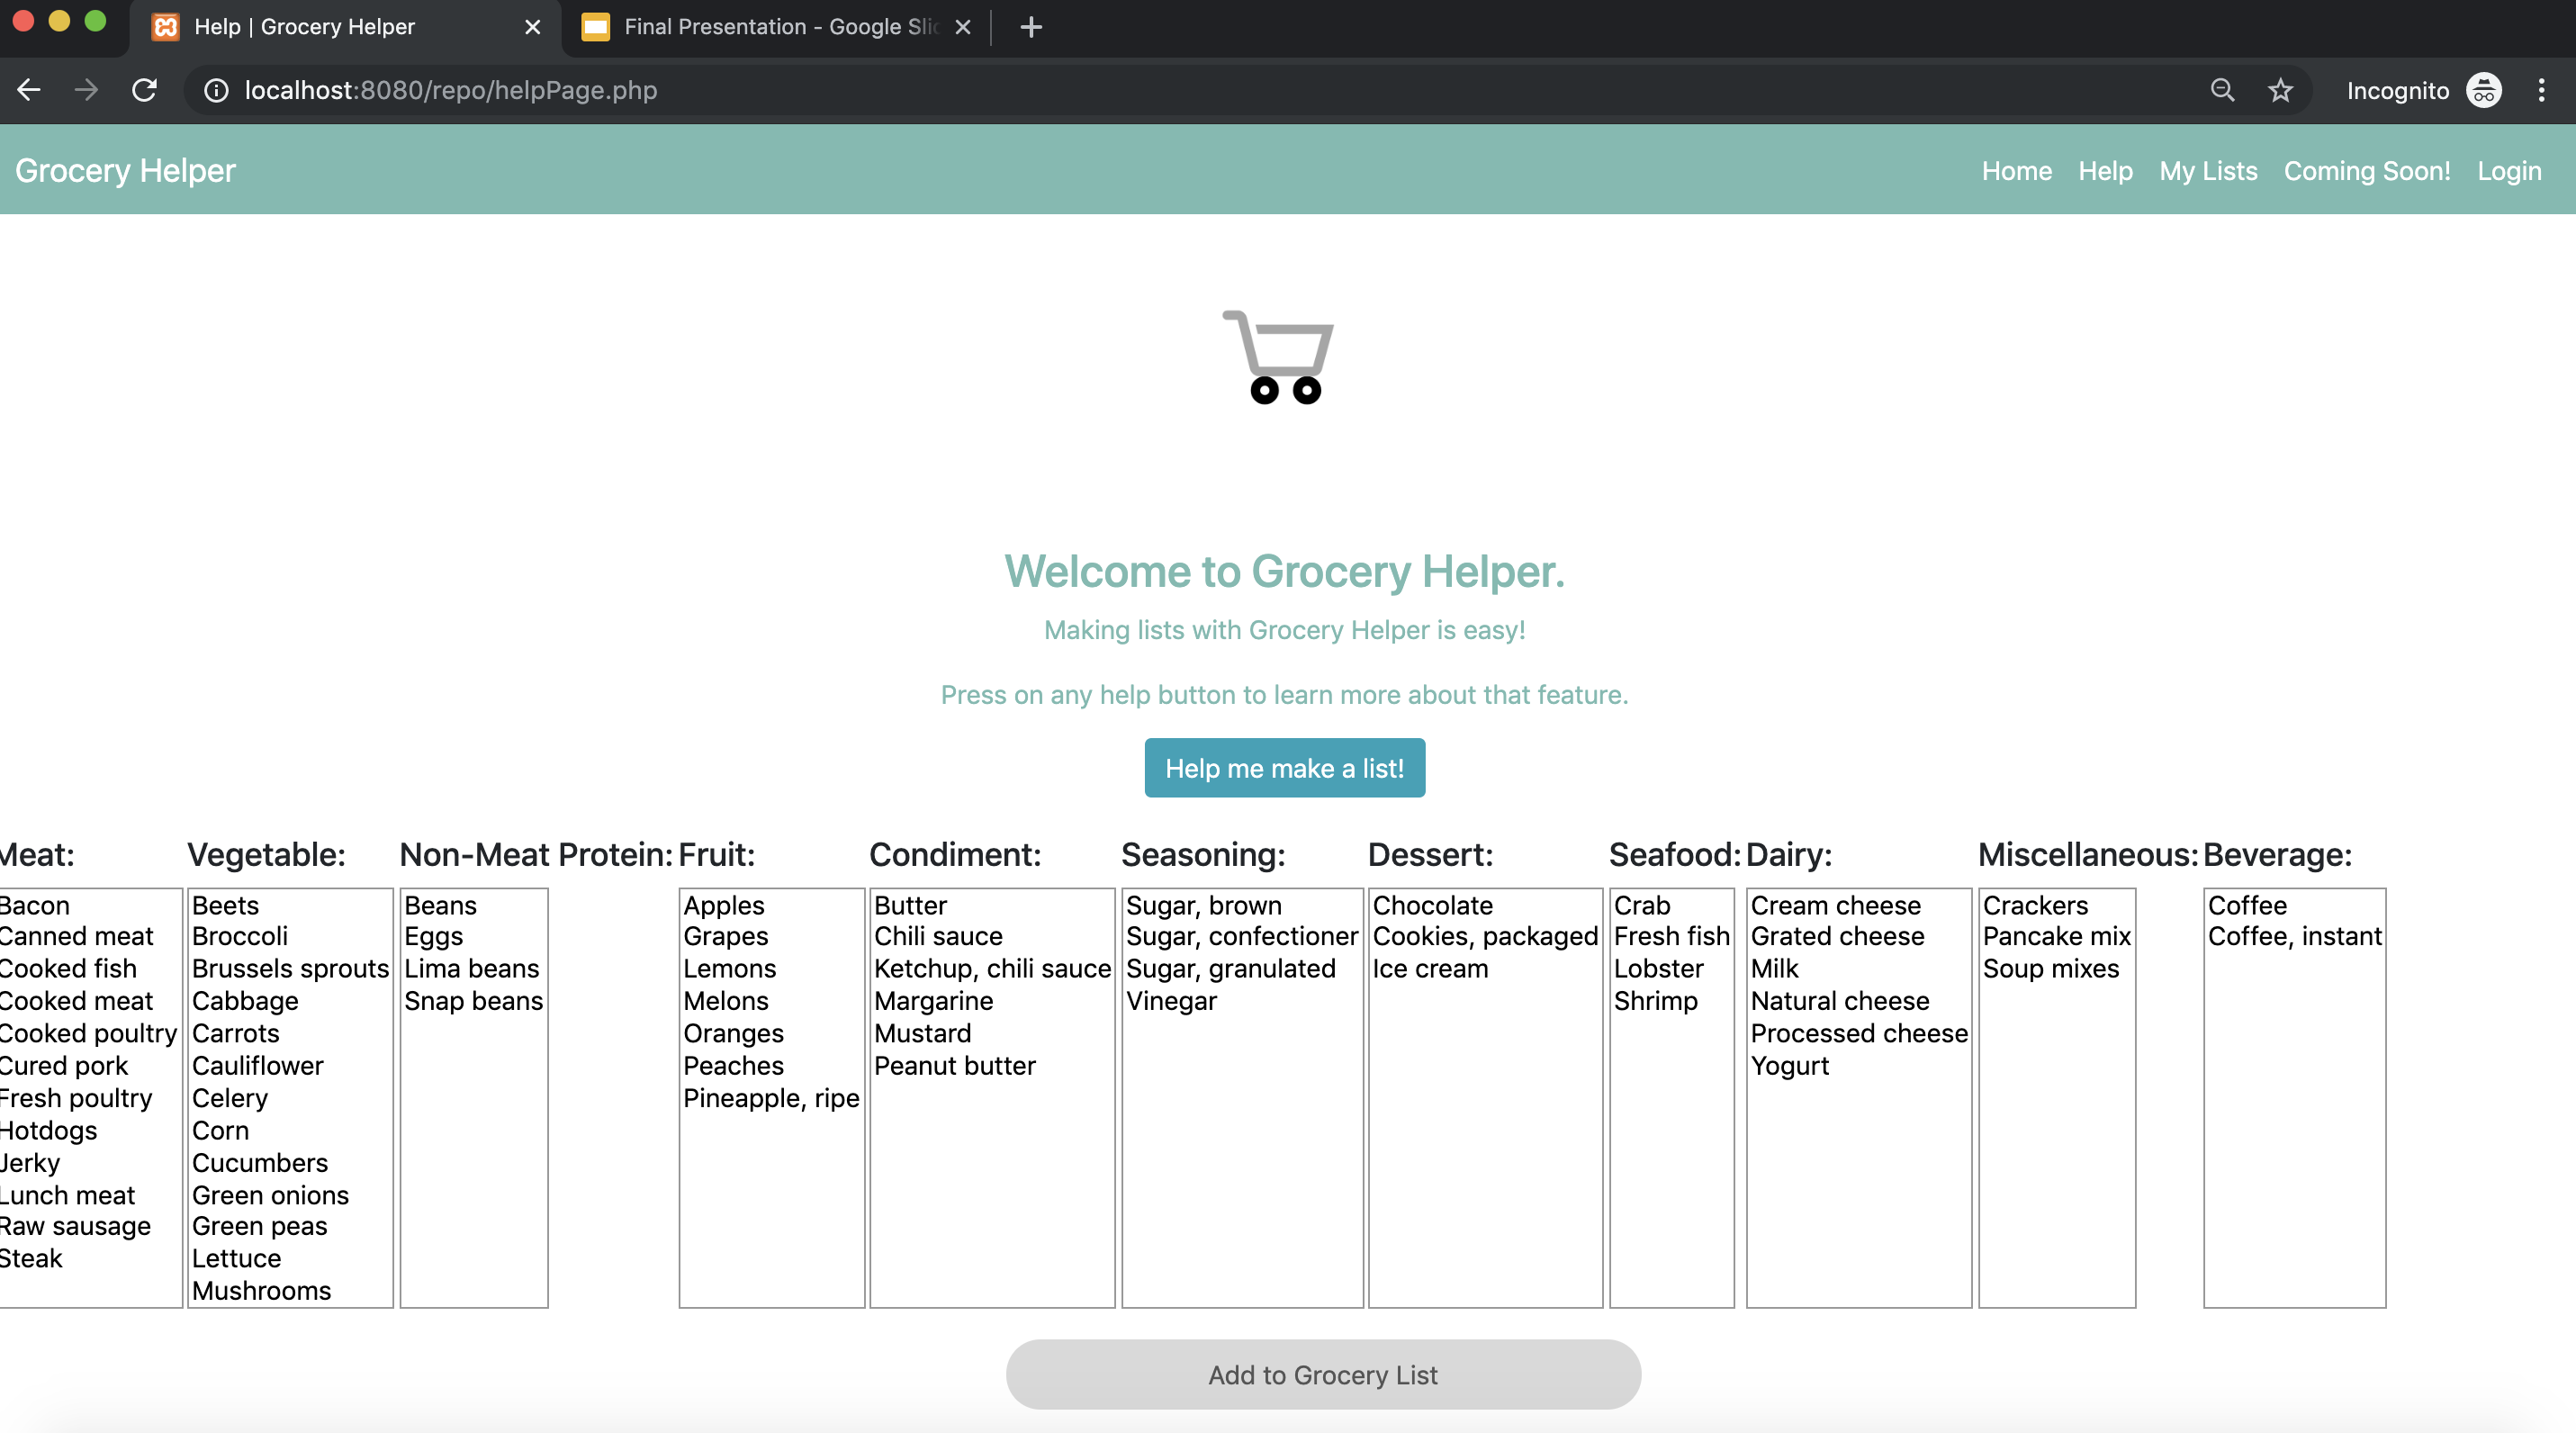 Help | Grocery Helper
Final Presentation - Google Slic
localhost:8080/repo/helpPage.php
Incognito
Grocery Helper
Home Help My Lists Coming Soon! Login
Welcome to Grocery Helper.
Making lists with Grocery Helper is easy!
Press on any help button to learn more about that feature.
Help me make a list!
Meat:
Bacon
Canned meat
Cooked fish
Cooked meat
Cooked poultry
Cured pork
Fresh poultry
Hotdogs
Jerky
Lunch meat
Raw sausage
Steak
Vegetable:
Beets
Broccoli
Brussels sprouts
Cabbage
Carrots
Cauliflower
Celery
Corn
Cucumbers
Green onions
Green peas
Lettuce
Mushrooms
Non-Meat Protein:
Beans
Eggs
Lima beans
Snap beans
Fruit:
Apples
Grapes
Lemons
Melons
Oranges
Peaches
Pineapple, ripe
Condiment:
Butter
Chili sauce
Ketchup, chili sauce
Margarine
Mustard
Peanut butter
Seasoning:
Sugar, brown
Sugar, confectioner
Sugar, granulated
Vinegar
Dessert:
Chocolate
Cookies, packaged
Ice cream
Seafood:
Crab
Fresh fish
Lobster
Shrimp
Dairy:
Cream cheese
Grated cheese
Milk
Natural cheese
Processed cheese
Yogurt
Miscellaneous:
Crackers
Pancake mix
Soup mixes
Beverage:
Coffee
Coffee, instant
Add to Grocery List